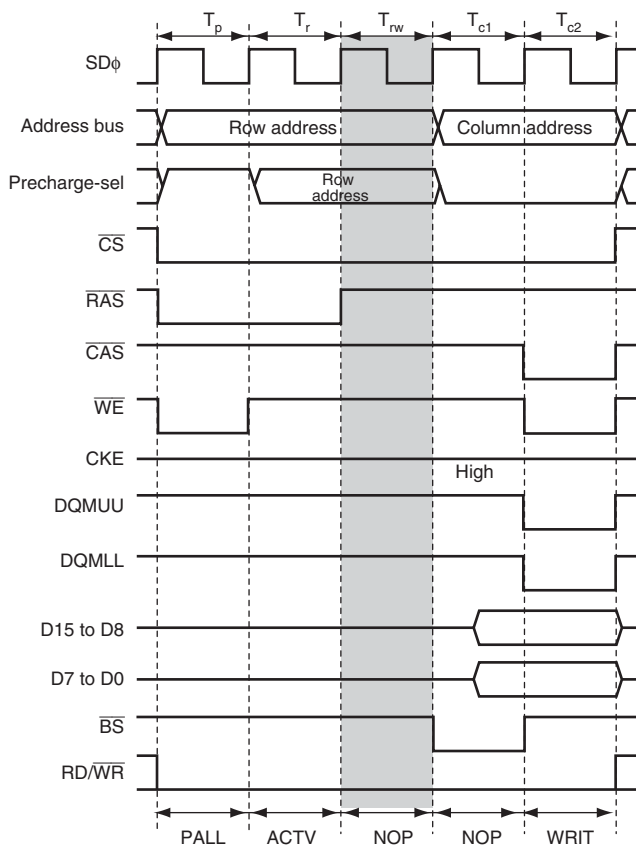 Tp Tr Trw Tc1 Tc2
SDϕ
Address bus Row address Column address
Precharge-sel Row
address
CS
RAS
CAS
WE
CKE
High
DQMUU
DQMLL
D15 to D8
D7 to D0
BS
RD/WR
PALL ACTV NOP NOP WRIT